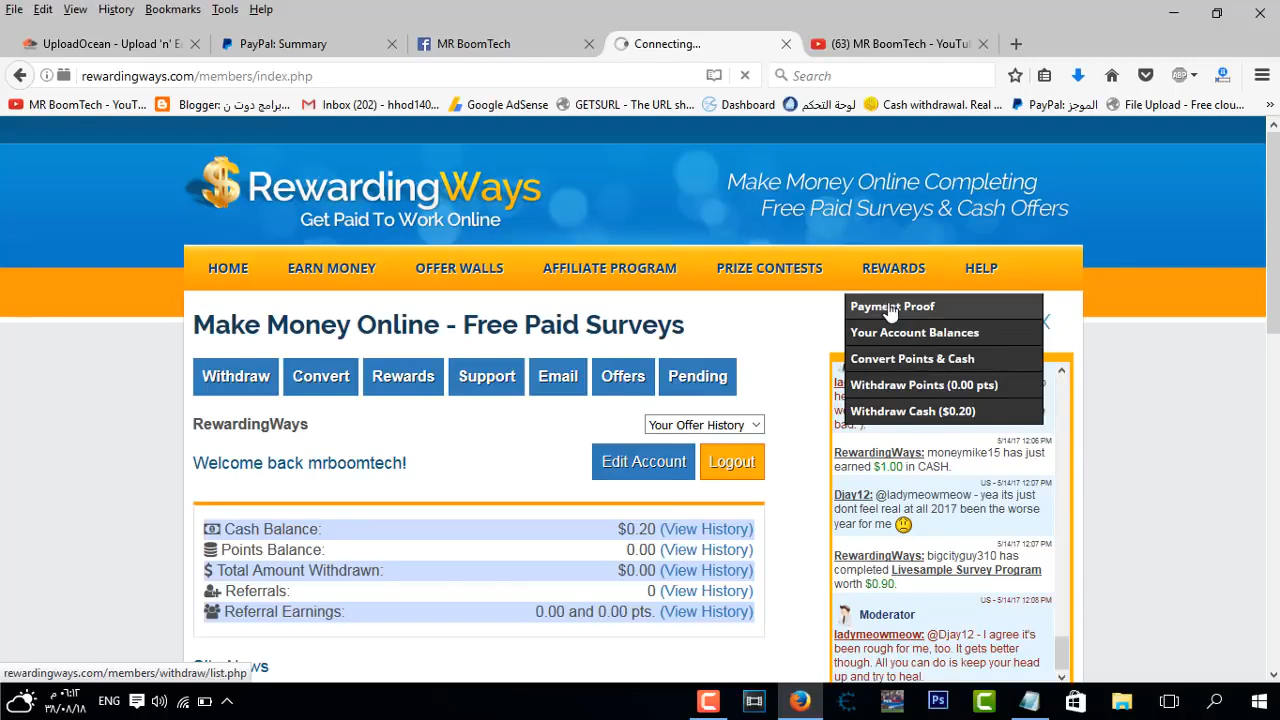 File Edit View History Bookmarks Tools Help
UploadOcean - Upload 'n' E
PayPal: Summary
MR BoomTech
Connecting...
(63) MR BoomTech - YouTu
rewardingways.com/members/index.php
Search
MR BoomTech - YouT...
Blogger: برامج دوت ن...
Inbox (202) - hhod140...
Google AdSense
GETSURL - The URL sh...
Dashboard
لوحة التحكم
Cash withdrawal. Real ...
PayPal: الموجز
File Upload - Free clou...
RewardingWays
Get Paid To Work Online
Make Money Online Completing
Free Paid Surveys & Cash Offers
HOME EARN MONEY OFFER WALLS AFFILIATE PROGRAM PRIZE CONTESTS REWARDS HELP
Payment Proof
Your Account Balances
Convert Points & Cash
Withdraw Points (0.00 pts)
Withdraw Cash ($0.20)
Make Money Online - Free Paid Surveys
Withdraw Convert Rewards Support Email Offers Pending
RewardingWays
Your Offer History
Welcome back mrboomtech!
Edit Account Logout
Cash Balance: $0.20 (View History)
Points Balance: 0.00 (View History)
Total Amount Withdrawn: $0.00 (View History)
Referrals: 0 (View History)
Referral Earnings: 0.00 and 0.00 pts. (View History)
bad. ).
5/14/17 12:06 PM
RewardingWays: moneymike15 has just
earned $1.00 in CASH.
US - 5/14/17 12:07 PM
Djay12: @ladymeowmeow - yea its just
dont feel real at all 2017 been the worse
year for me
5/14/17 12:07 PM
RewardingWays: bigcityguy310 has
completed Livesample Survey Program
worth $0.90.
US - 5/14/17 12:08 PM
Moderator
ladymeowmeow: @Djay12 - I agree it's
been rough for me, too. It gets better
though. All you can do is keep your head
up and try to heal.
rewardingways.com/members/withdraw/list.php
٣٨/٠٨/١٨ م ٦:١٢
ENG